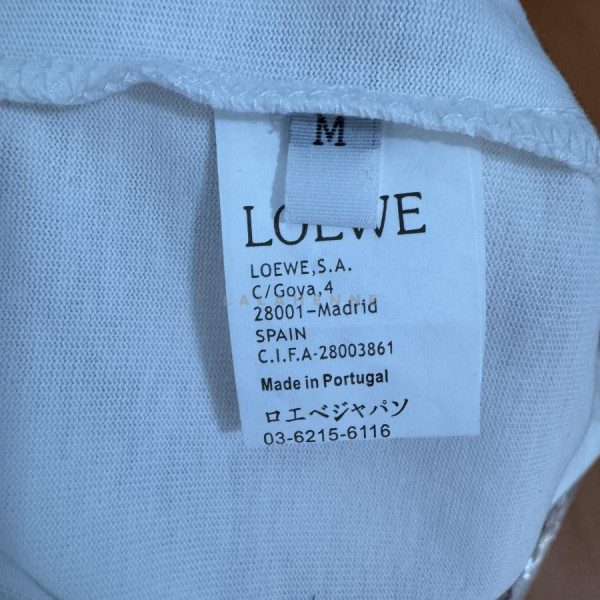 M
LOEWE
LOEWE,S.A.
C/Goya,4
28001-Madrid
SPAIN
C.I.F.A-28003861
Made in Portugal
ロエベジャパソ
03-6215-6116